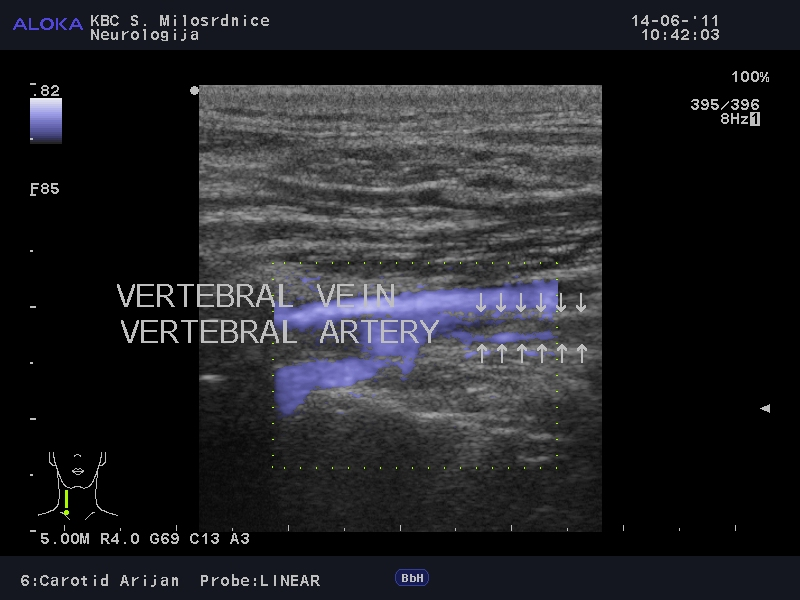 ALOKA KBC S. Milosrdnice 14-06-'11
Neurologija 10:42:03
100%
.82
395/396
8Hz 1
F85
VERTEBRAL VEIN ↓↓↓↓↓↓
VERTEBRAL ARTERY
↑↑↑↑↑↑
5.00M R4.0 G69 C13 A3
6:Carotid Arijan Probe:LINEAR BbH